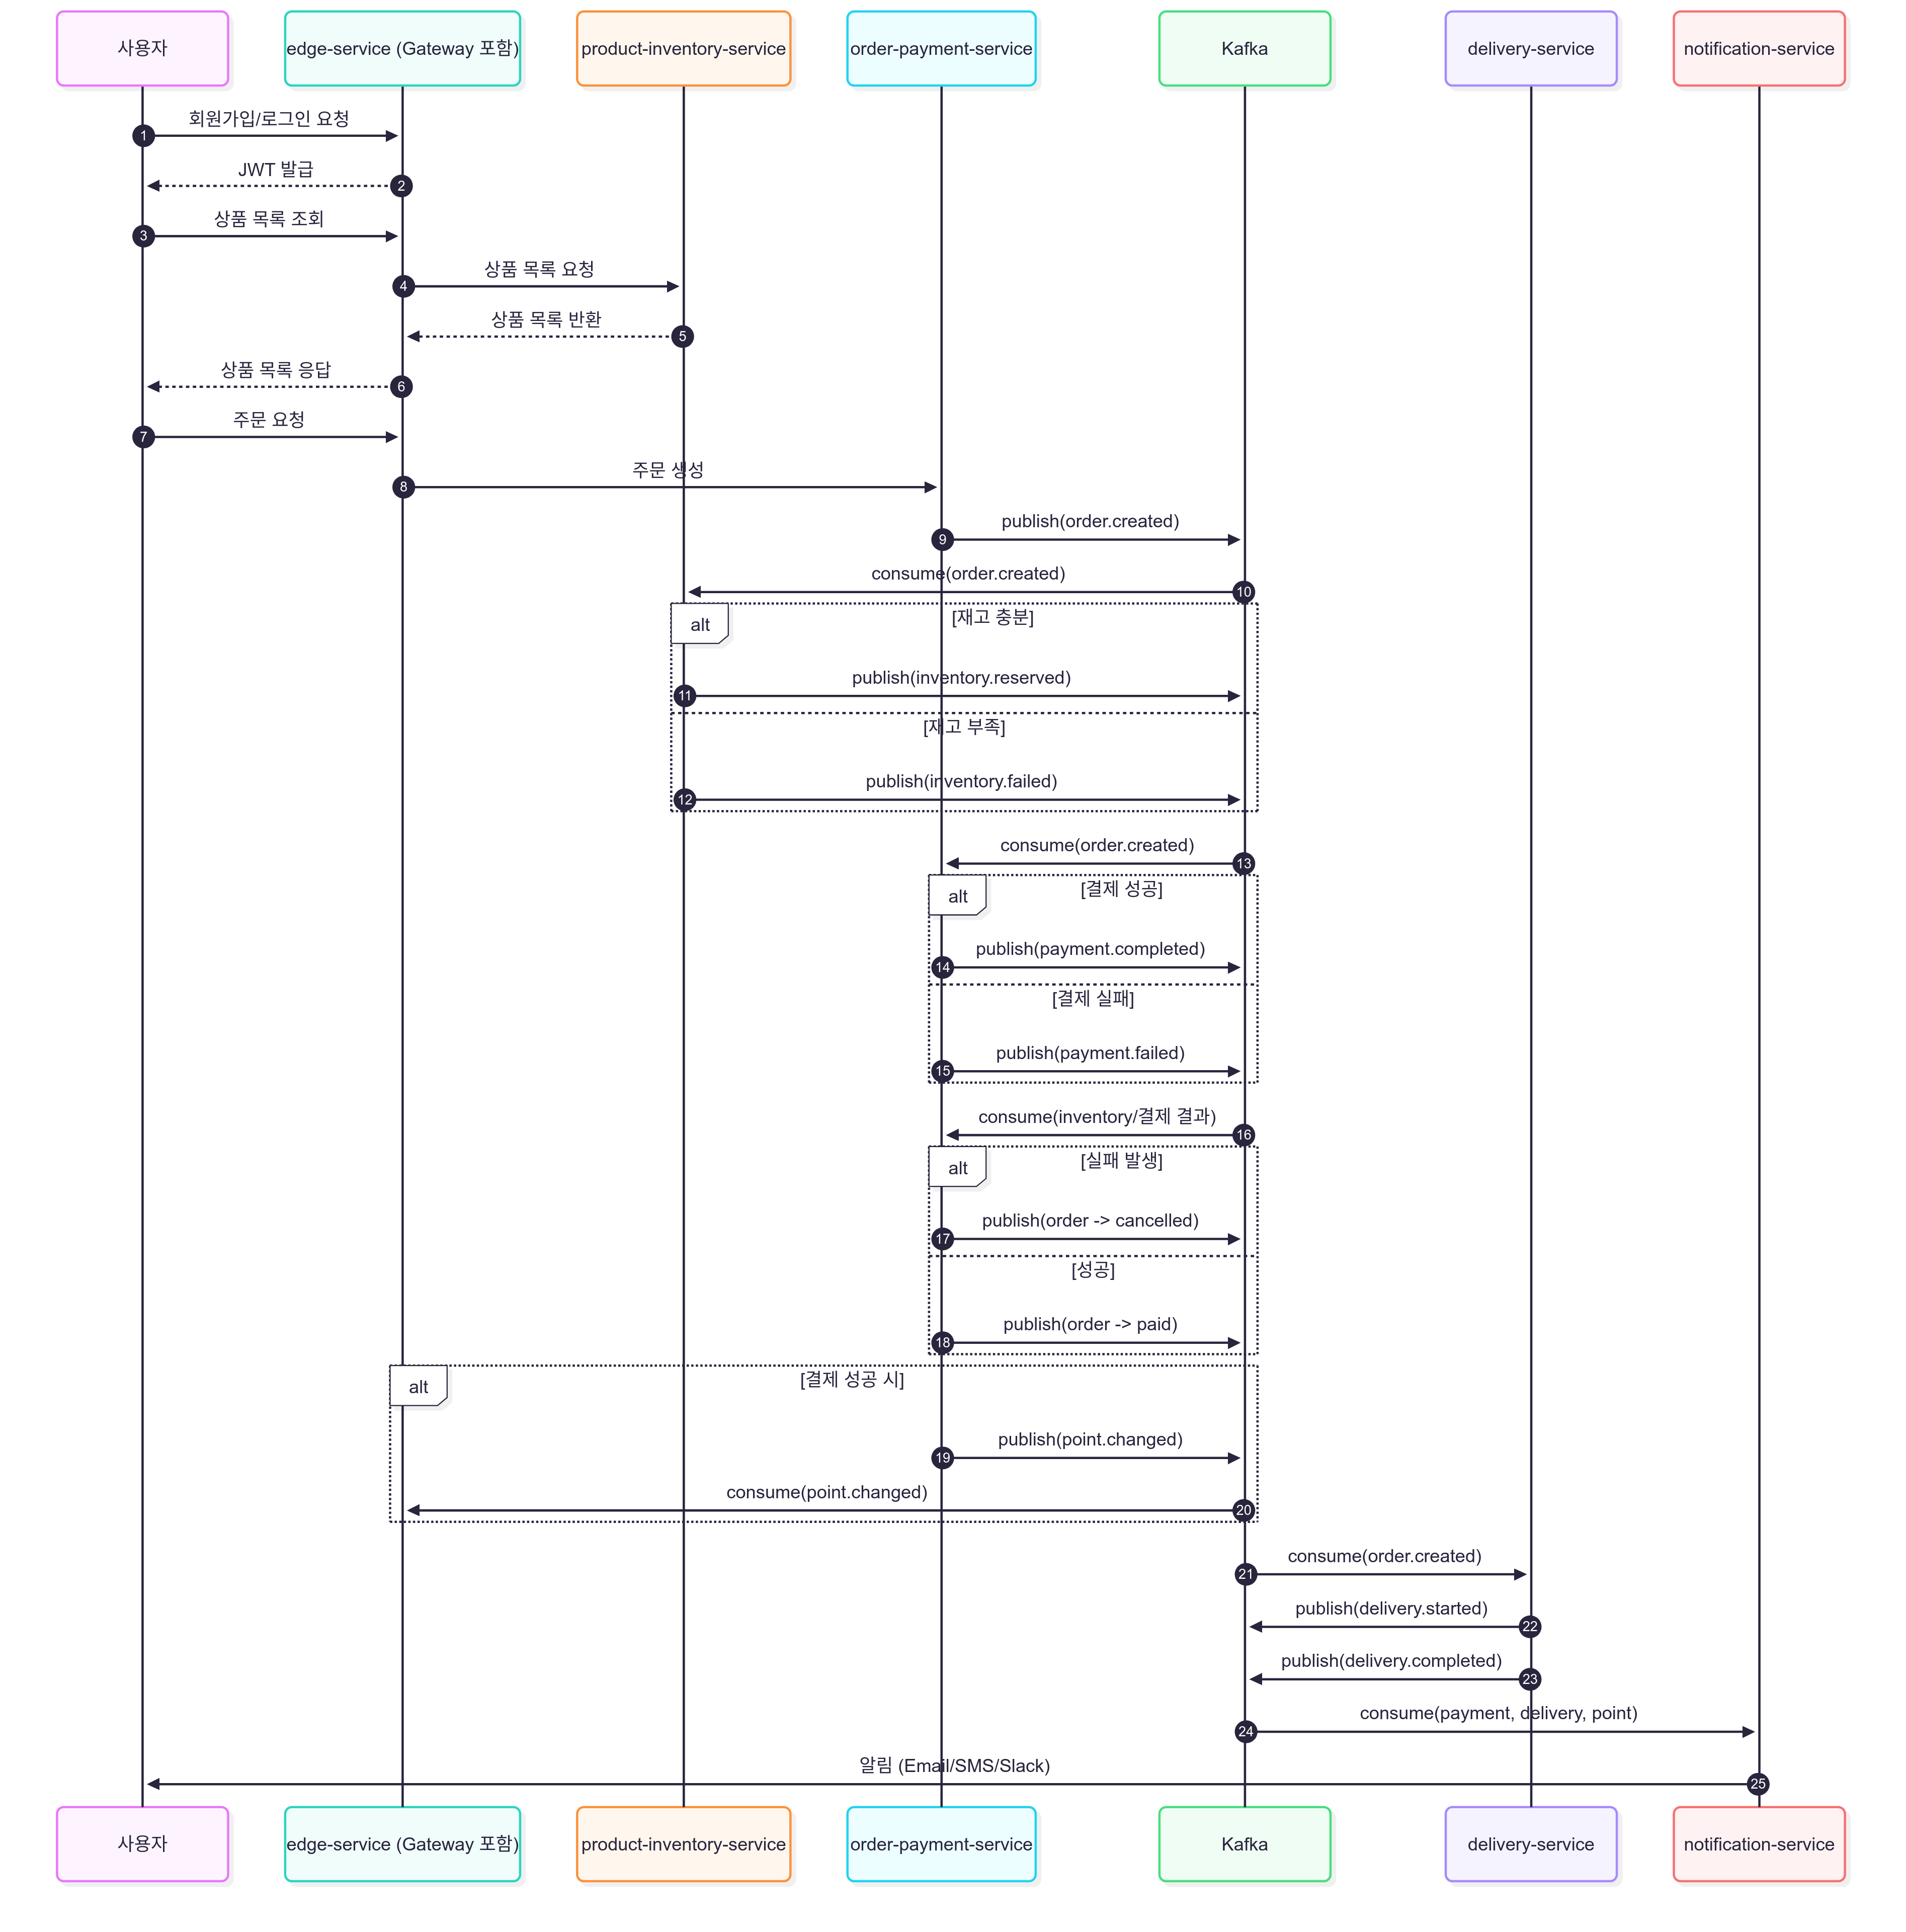 사용자
edge-service (Gateway 포함)
product-inventory-service
order-payment-service
Kafka
delivery-service
notification-service
회원가입/로그인 요청
1
JWT 발급
2
상품 목록 조회
3
상품 목록 요청
4
상품 목록 반환
5
상품 목록 응답
6
주문 요청
7
주문 생성
8
publish(order.created)
9
consume(order.created)
10
alt
[재고 충분]
publish(inventory.reserved)
11
[재고 부족]
publish(inventory.failed)
12
consume(order.created)
13
alt
[결제 성공]
publish(payment.completed)
14
[결제 실패]
publish(payment.failed)
15
consume(inventory/결제 결과)
16
alt
[실패 발생]
publish(order -> cancelled)
17
[성공]
publish(order -> paid)
18
alt
[결제 성공 시]
publish(point.changed)
19
consume(point.changed)
20
consume(order.created)
21
publish(delivery.started)
22
publish(delivery.completed)
23
consume(payment, delivery, point)
24
알림 (Email/SMS/Slack)
25
사용자
edge-service (Gateway 포함)
product-inventory-service
order-payment-service
Kafka
delivery-service
notification-service